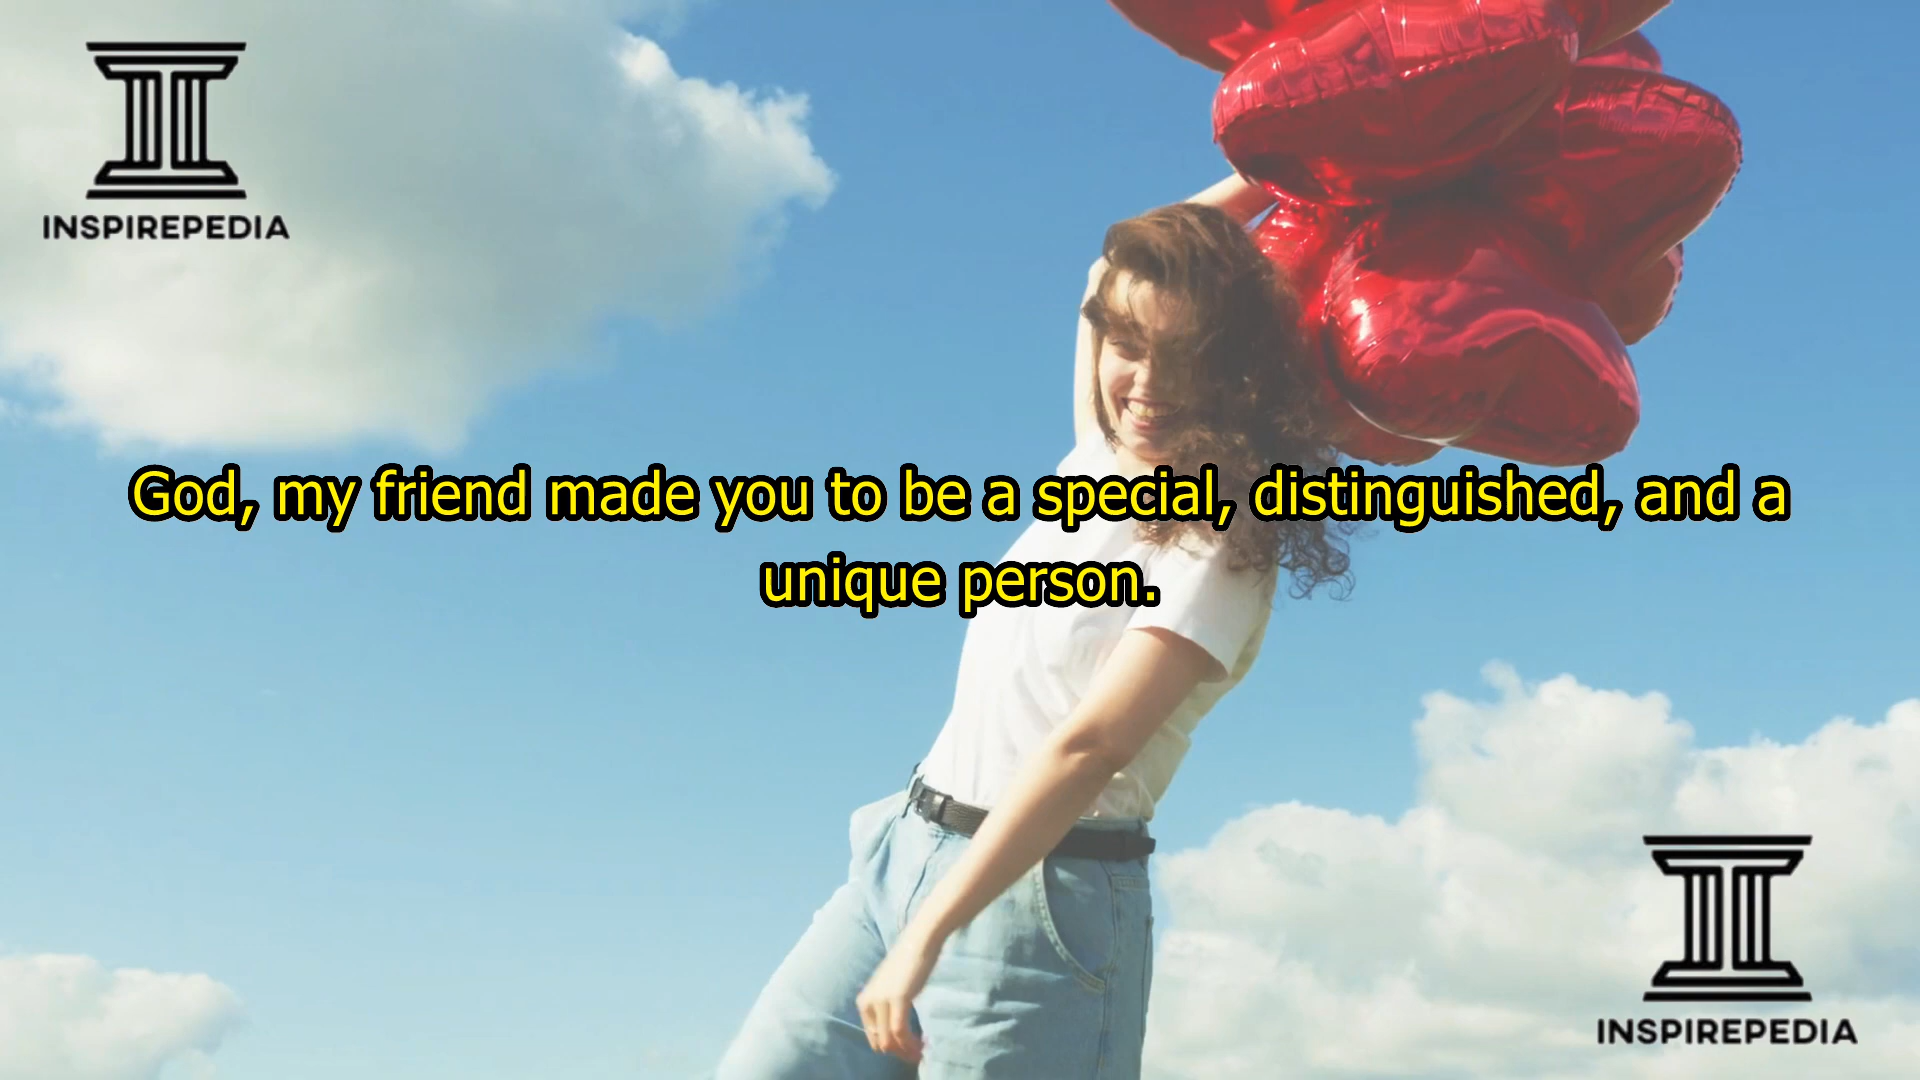 INSPIREPEDIA
God, my friend made you to be a special, distinguished, and a
unique person.
INSPIREPEDIA